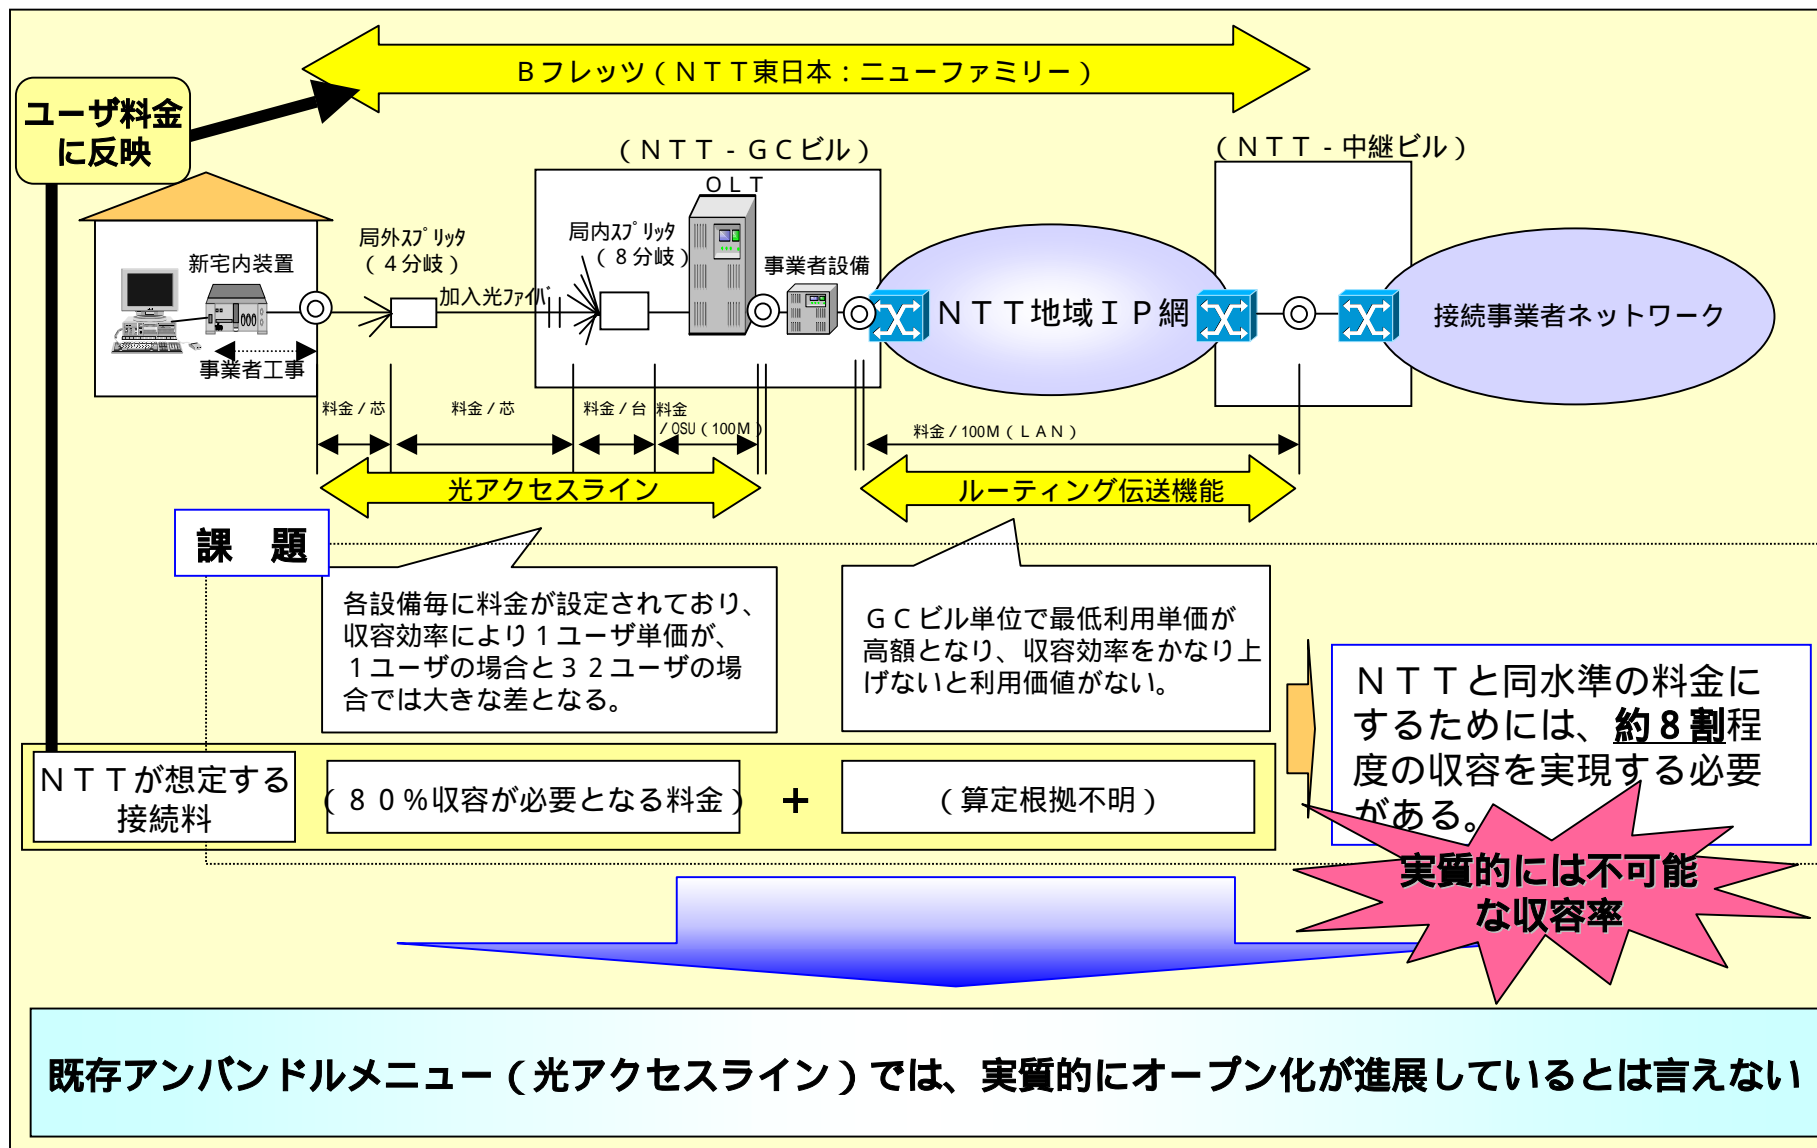 Ｂフレッツ（ＮＴＴ東日本：ニューファミリー）
ユーザ料金
に反映
（ＮＴＴ－ＧＣビル）
（ＮＴＴ－中継ビル）
ＯＬＴ
局外ｽﾌﾟﾘｯﾀ
（４分岐）
局内ｽﾌﾟﾘｯﾀ
（８分岐）
新宅内装置
加入光ﾌｧｲﾊﾞ
事業者設備
ＮＴＴ地域ＩＰ網
接続事業者ネットワーク
事業者工事
料金／芯
料金／芯
料金／台
料金
／OSU（100M）
料金／100M（ＬＡＮ）
光アクセスライン
ルーティング伝送機能
課　題
各設備毎に料金が設定されており、
収容効率により１ユーザ単価が、
１ユーザの場合と３２ユーザの場
合では大きな差となる。
ＧＣビル単位で最低利用単価が
高額となり、収容効率をかなり上
げないと利用価値がない。
ＮＴＴと同水準の料金に
するためには、約８割程
度の収容を実現する必要
がある。
ＮＴＴが想定する
接続料
（８０％収容が必要となる料金）
＋
（算定根拠不明）
実質的には不可能
な収容率
既存アンバンドルメニュー（光アクセスライン）では、実質的にオープン化が進展しているとは言えない